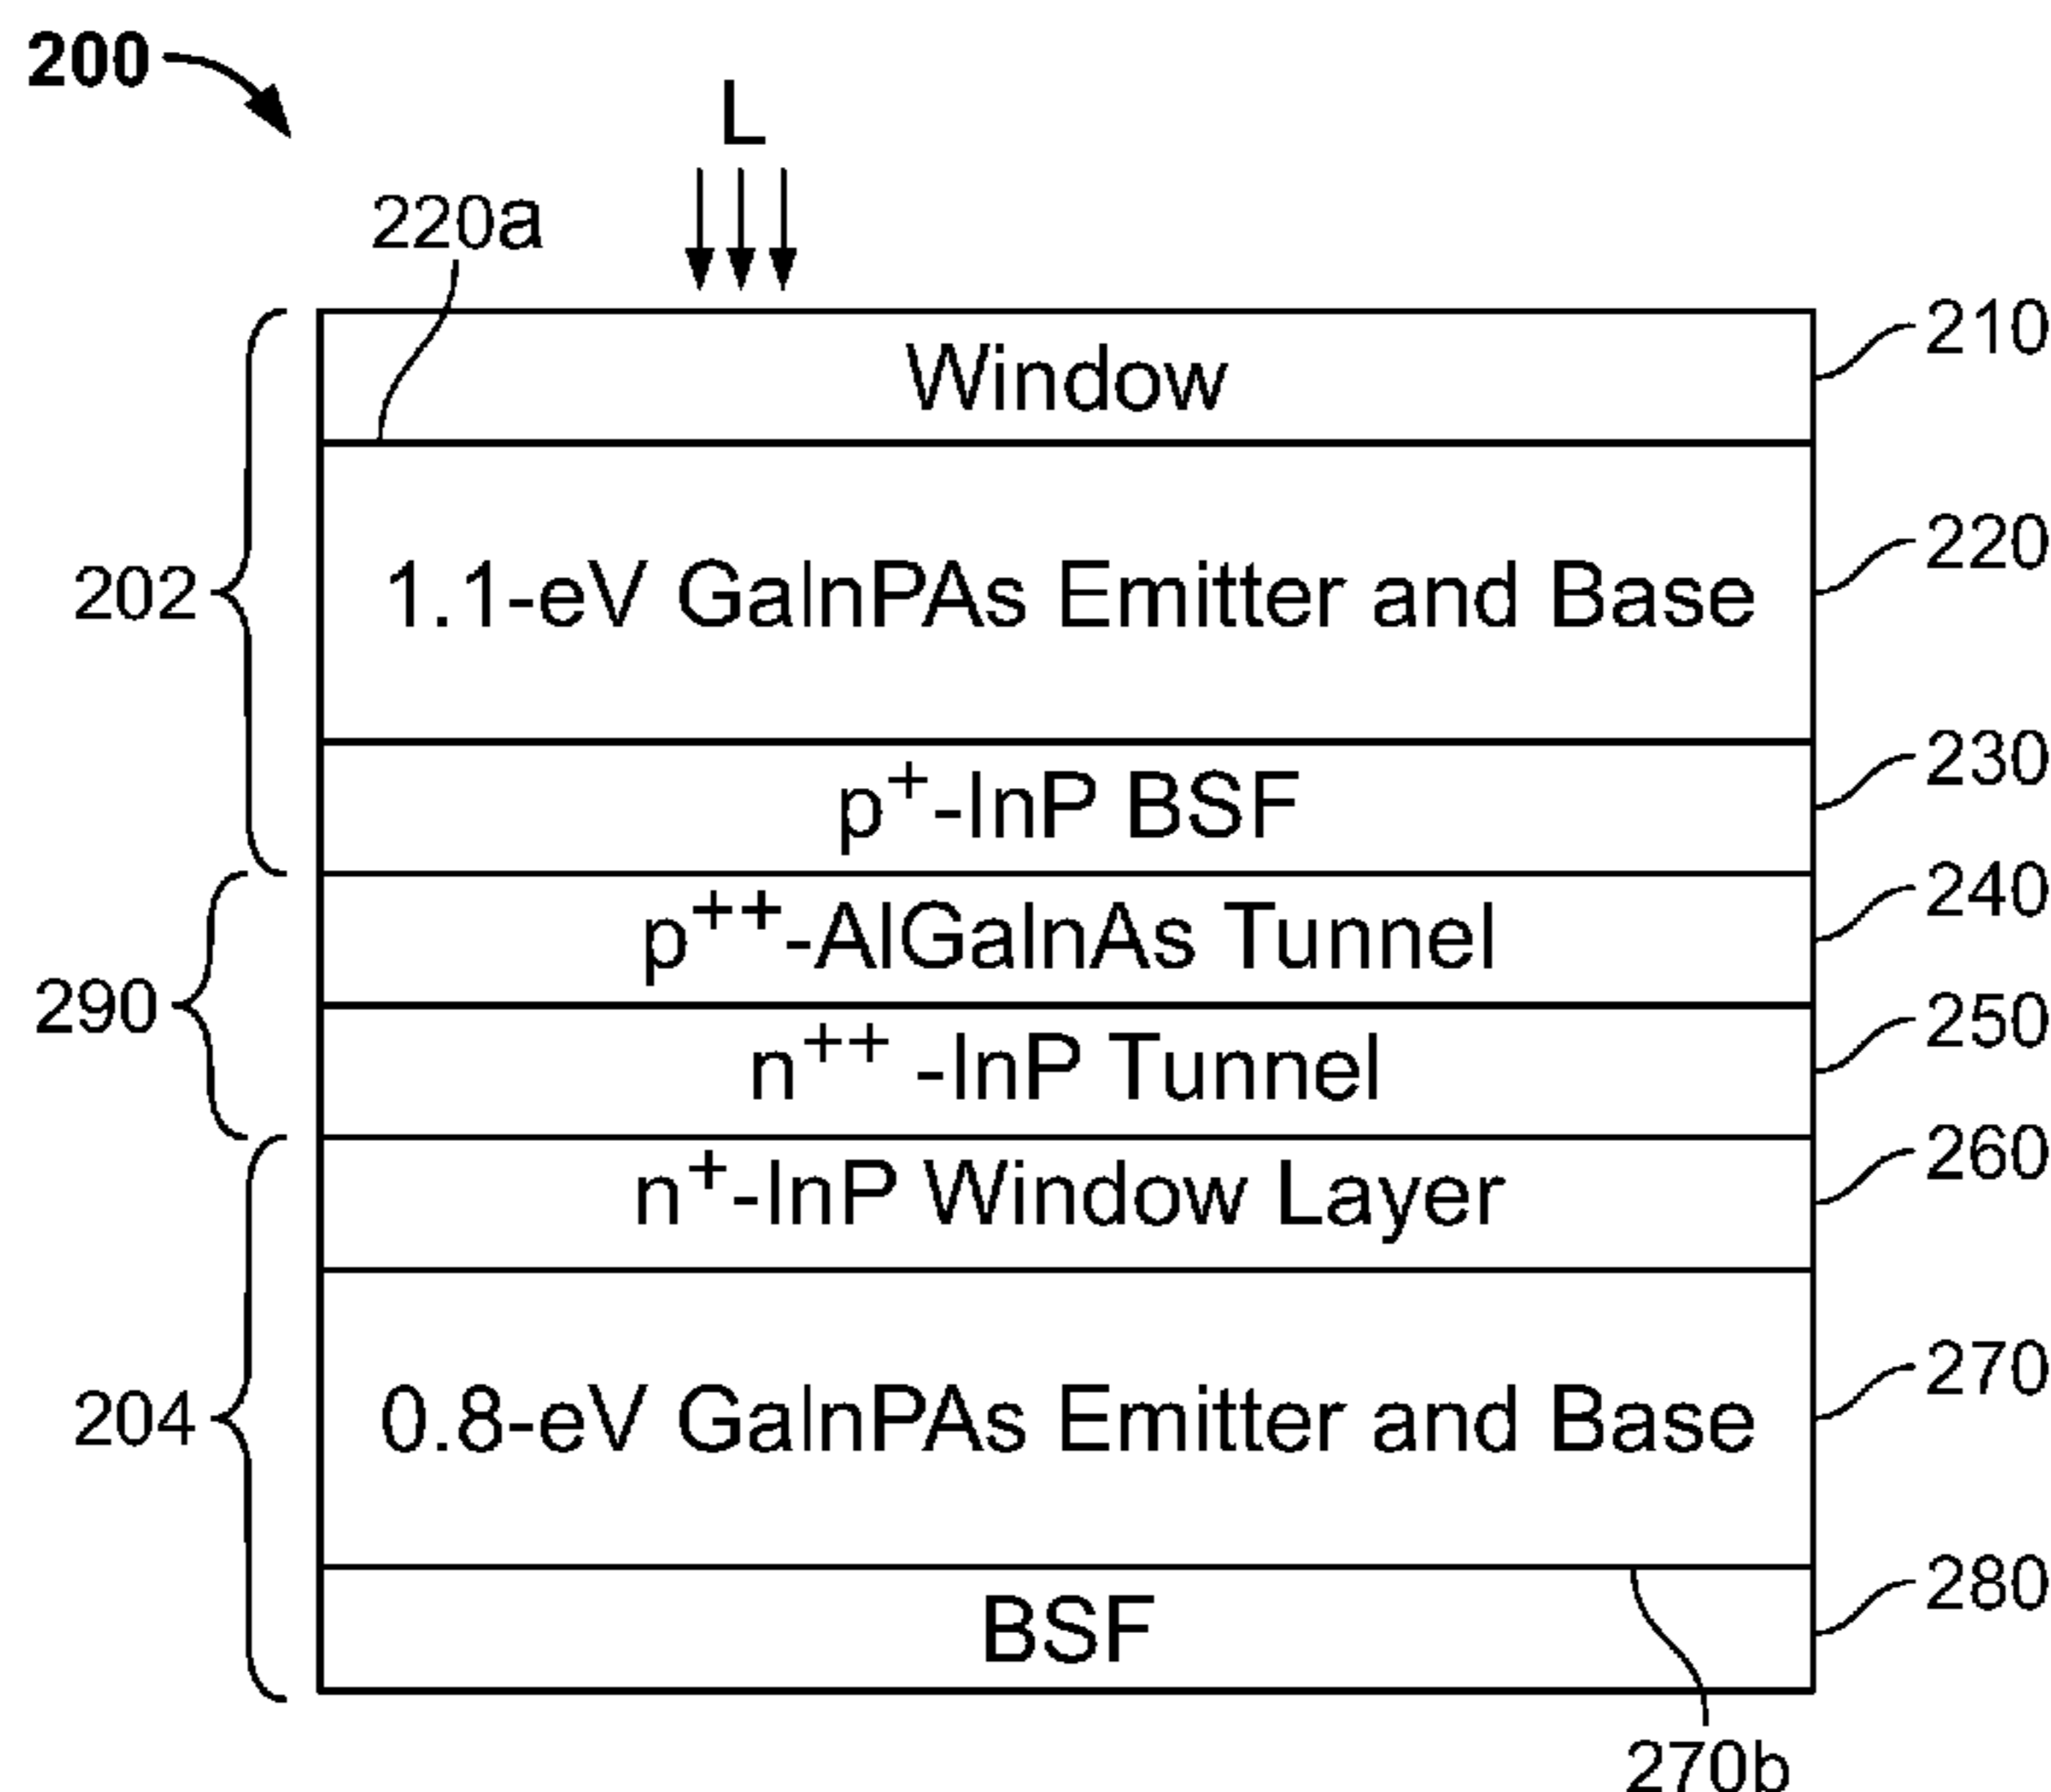 200
L
220a
210
Window
220
202
1.1-eV GaInPAs Emitter and Base
230
p⁺-InP BSF
240
p⁺⁺-AlGaInAs Tunnel
290
250
n⁺⁺ -InP Tunnel
260
n⁺-InP Window Layer
270
204
0.8-eV GaInPAs Emitter and Base
280
BSF
270b